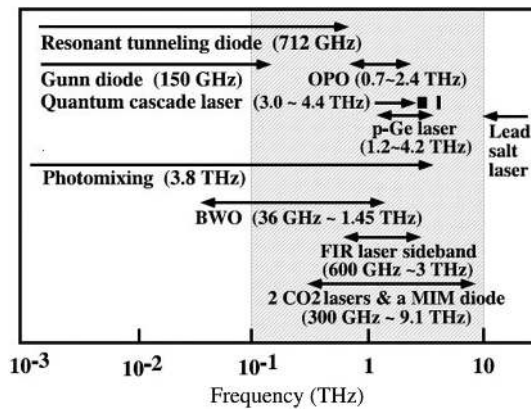 Resonant tunneling diode (712 GHz)
Gunn diode (150 GHz) OPO (0.7~2.4 THz)
Quantum cascade laser (3.0 ~ 4.4 THz)
p-Ge laser
(1.2~4.2 THz)
Lead
salt
laser
Photomixing (3.8 THz)
BWO (36 GHz ~ 1.45 THz)
FIR laser sideband
(600 GHz ~3 THz)
2 CO2 lasers & a MIM diode
(300 GHz ~ 9.1 THz)
10-3 10-2 10-1 1 10
Frequency (THz)